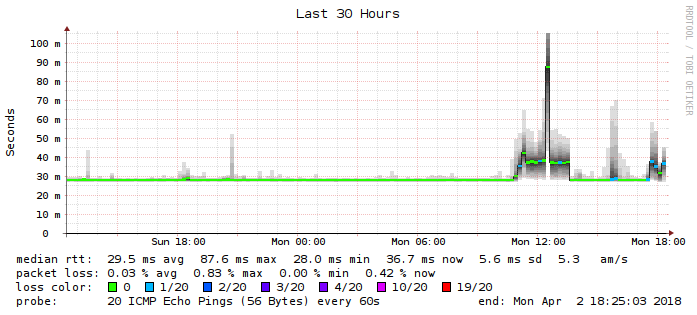 Last 30 Hours
RRDTOOL / TOBI OETIKER
Seconds
100 m
90 m
80 m
70 m
60 m
50 m
40 m
30 m
20 m
10 m
0
Sun 18:00 Mon 00:00 Mon 06:00 Mon 12:00 Mon 18:00
median rtt: 29.5 ms avg 87.6 ms max 28.0 ms min 36.7 ms now 5.6 ms sd 5.3 am/s
packet loss: 0.03 % avg 0.83 % max 0.00 % min 0.42 % now
loss color: 0 1/20 2/20 3/20 4/20 10/20 19/20
probe: 20 ICMP Echo Pings (56 Bytes) every 60s end: Mon Apr 2 18:25:03 2018